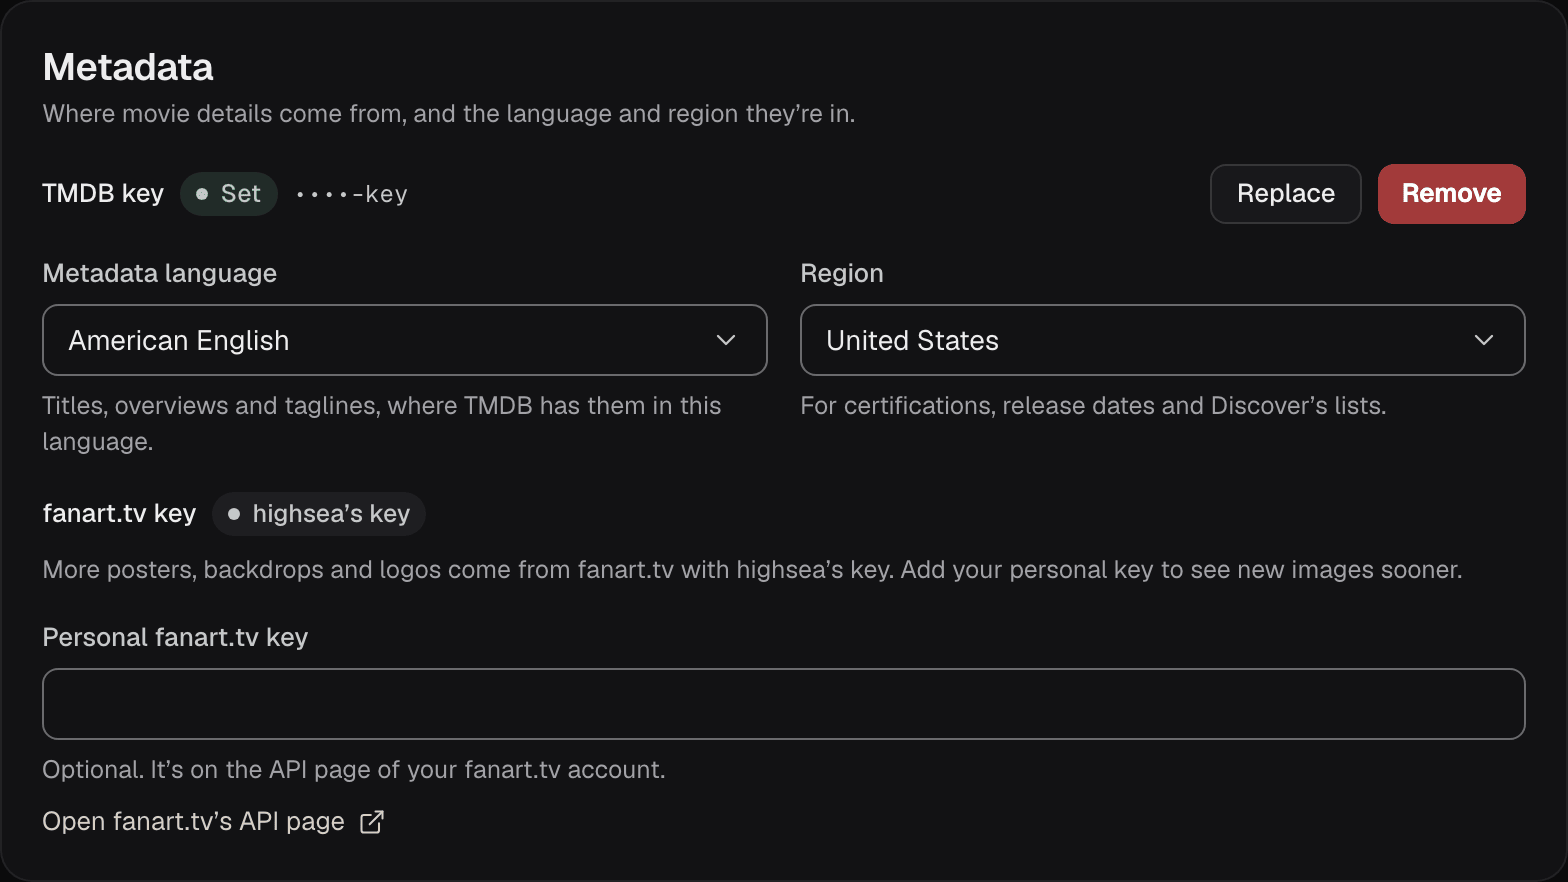 Metadata
Where movie details come from, and the language and region they’re in.
TMDB key Set ••••-key Replace Remove
Metadata language
American English
Titles, overviews and taglines, where TMDB has them in this
language.
Region
United States
For certifications, release dates and Discover’s lists.
fanart.tv key highsea’s key
More posters, backdrops and logos come from fanart.tv with highsea’s key. Add your personal key to see new images sooner.
Personal fanart.tv key
Optional. It’s on the API page of your fanart.tv account.
Open fanart.tv’s API page